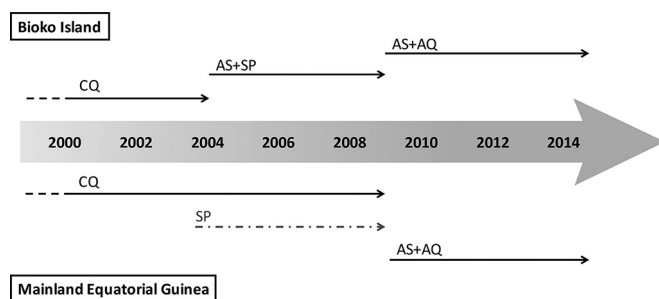 Bioko Island
AS+AQ
AS+SP
CQ
2000 2002 2004 2006 2008 2010 2012 2014
CQ
SP
AS+AQ
Mainland Equatorial Guinea